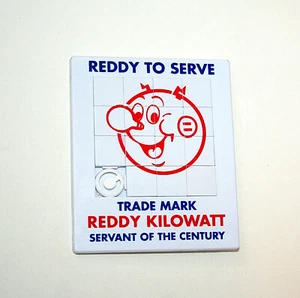 REDDY TO SERVE
TRADE MARK
REDDY KILOWATT
SERVANT OF THE CENTURY